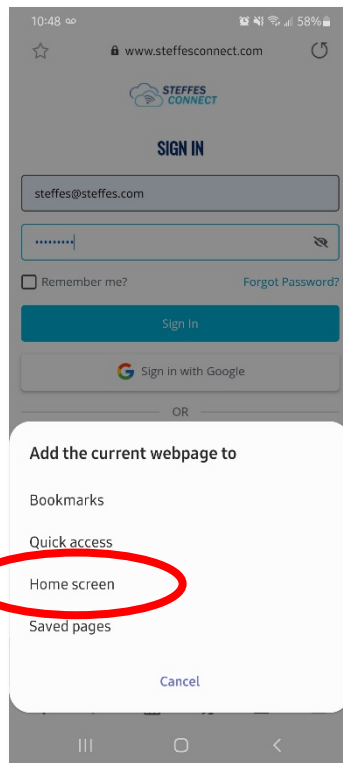 10:48 58%
www.steffesconnect.com
STEFFES
CONNECT
SIGN IN
steffes@steffes.com
•••••••••
Remember me? Forgot Password?
Sign In
Sign in with Google
OR
Add the current webpage to
Bookmarks
Quick access
Home screen
Saved pages
Cancel